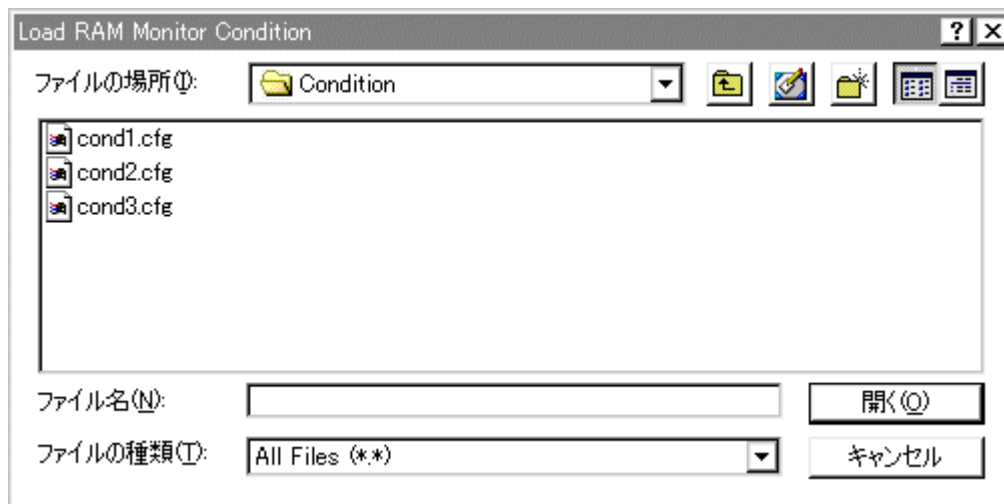 Load RAM Monitor Condition
ファイルの場所(I):
Condition
cond1.cfg
cond2.cfg
cond3.cfg
ファイル名(N):
開く(O)
ファイルの種類(T):
All Files (*.*)
キャンセル